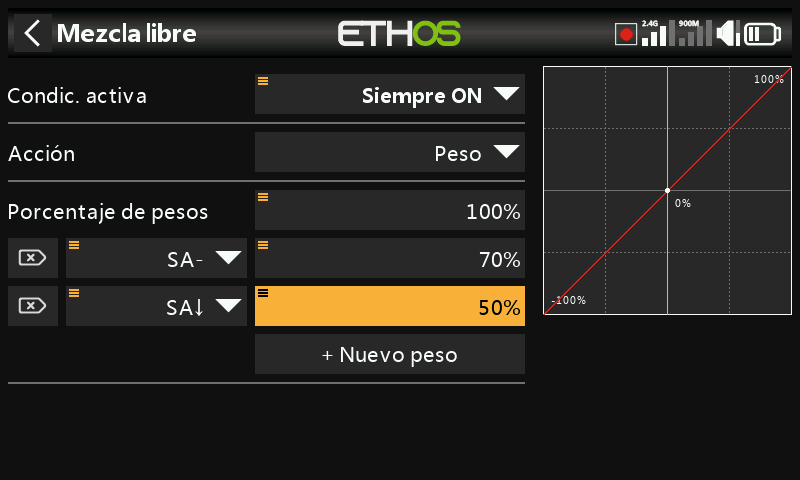 Mezcla libre
ETHOS
2.4G
900M
Condic. activa
Siempre ON
Acción
Peso
Porcentaje de pesos
100%
SA-
70%
SA↓
50%
+ Nuevo peso
100%
0%
-100%